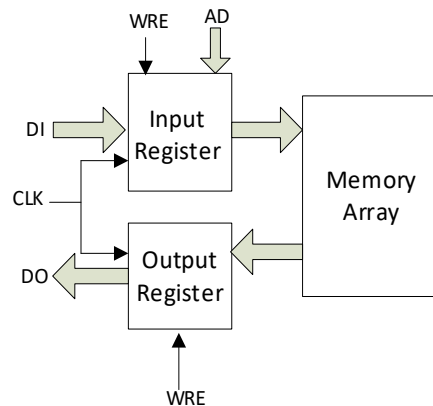 WRE
AD
DI
Input
Register
CLK
Memory
Array
DO
Output
Register
WRE